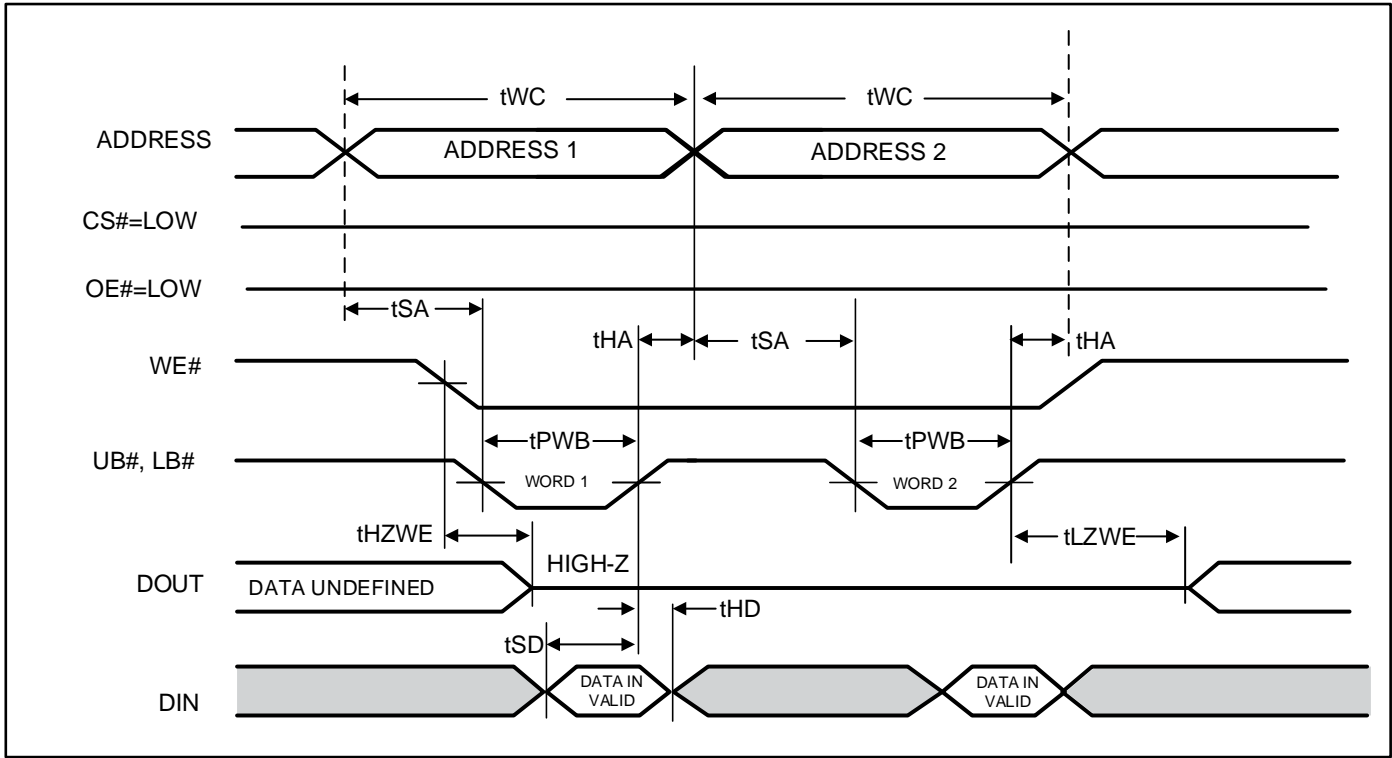 tWC tWC
ADDRESS ADDRESS 1 ADDRESS 2
CS#=LOW
OE#=LOW
tSA tHA tSA tHA
WE#
tPWB tPWB
UB#, LB# WORD 1 WORD 2
tHZWE tLZWE
HIGH-Z
DOUT DATA UNDEFINED
tHD
tSD
DIN DATA IN VALID DATA IN VALID